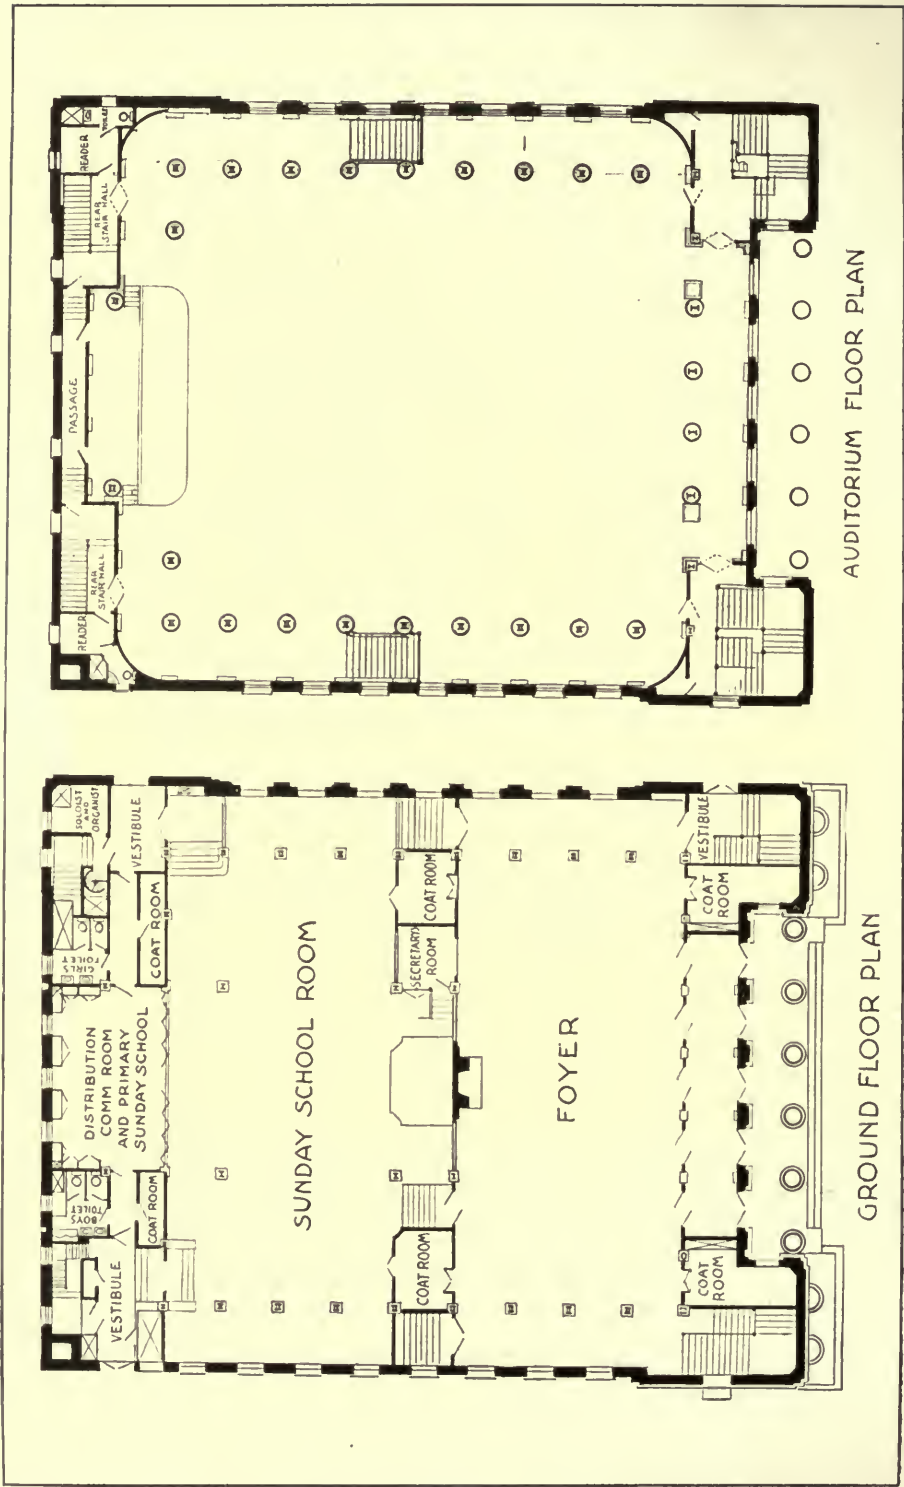 READER
TOILET
REAR
STAIR HALL
PASSAGE
REAR
STAIR HALL
READER
AUDITORIUM FLOOR PLAN
SOLOIST
AND
ORGANIST
VESTIBULE
GIRLS
TOILET
COAT ROOM
DISTRIBUTION
COMM ROOM
AND PRIMARY
SUNDAY SCHOOL
BOYS
TOILET
COAT ROOM
VESTIBULE
SUNDAY SCHOOL ROOM
COAT ROOM
SECRETARY
ROOM
COAT ROOM
FOYER
VESTIBULE
COAT
ROOM
COAT
ROOM
GROUND FLOOR PLAN